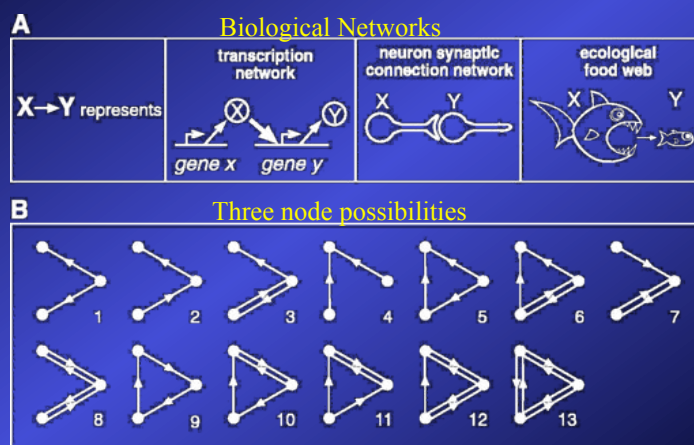 A
Biological Networks
X→Y represents
transcription
network
X
Y
gene x
gene y
neuron synaptic
connection network
X
Y
ecological
food web
X
Y
B
Three node possibilities
1
2
3
4
5
6
7
8
9
10
11
12
13